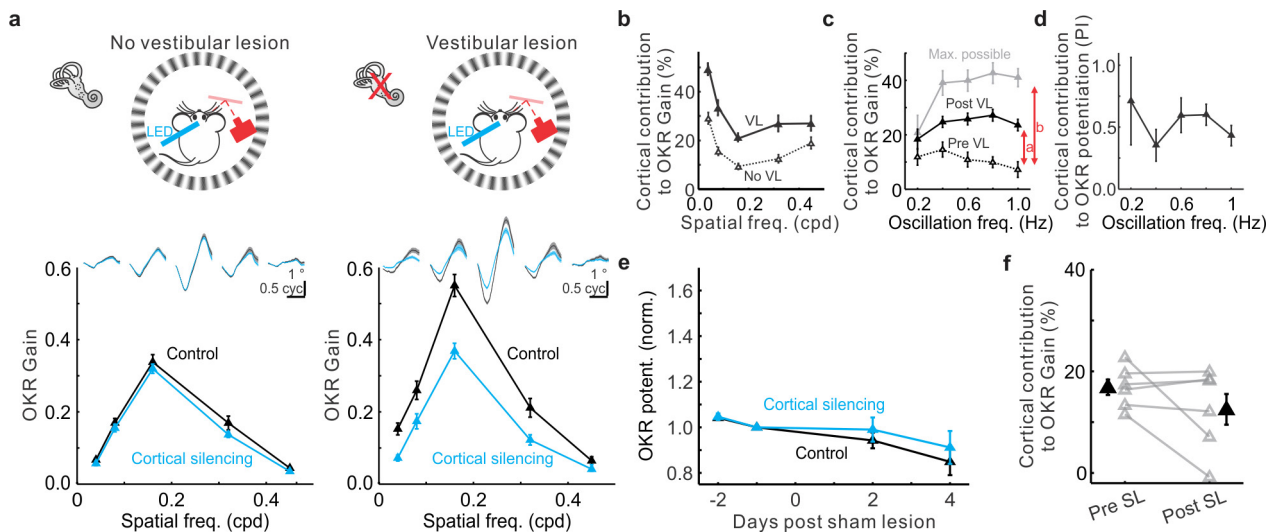 a
No vestibular lesion
LED
Vestibular lesion
LED
1 °
0.5 cyc
1 °
0.5 cyc
OKR Gain
0.6
0.4
0.2
0.0
Control
Cortical silencing
0 0.2 0.4
Spatial freq. (cpd)
OKR Gain
0.6
0.4
0.2
0.0
Control
Cortical silencing
0 0.2 0.4
Spatial freq. (cpd)
b
Cortical contribution
to OKR Gain (%)
60
40
20
0
VL
No VL
0 0.2 0.4
Spatial freq. (cpd)
c
Cortical contribution
to OKR Gain (%)
60
40
20
0
Max. possible
Post VL
Pre VL
a
b
0.2 0.6 1.0
Oscillation freq. (Hz)
d
Cortical contribution
to OKR potentiation (PI)
1.0
0.5
0.0
0.2 0.6 1
Oscillation freq. (Hz)
e
OKR potent. (norm.)
1.6
1.4
1.2
1.0
0.8
Cortical silencing
Control
-2 0 2 4
Days post sham lesion
f
Cortical contribution
to OKR Gain (%)
40
20
0
Pre SL
Post SL